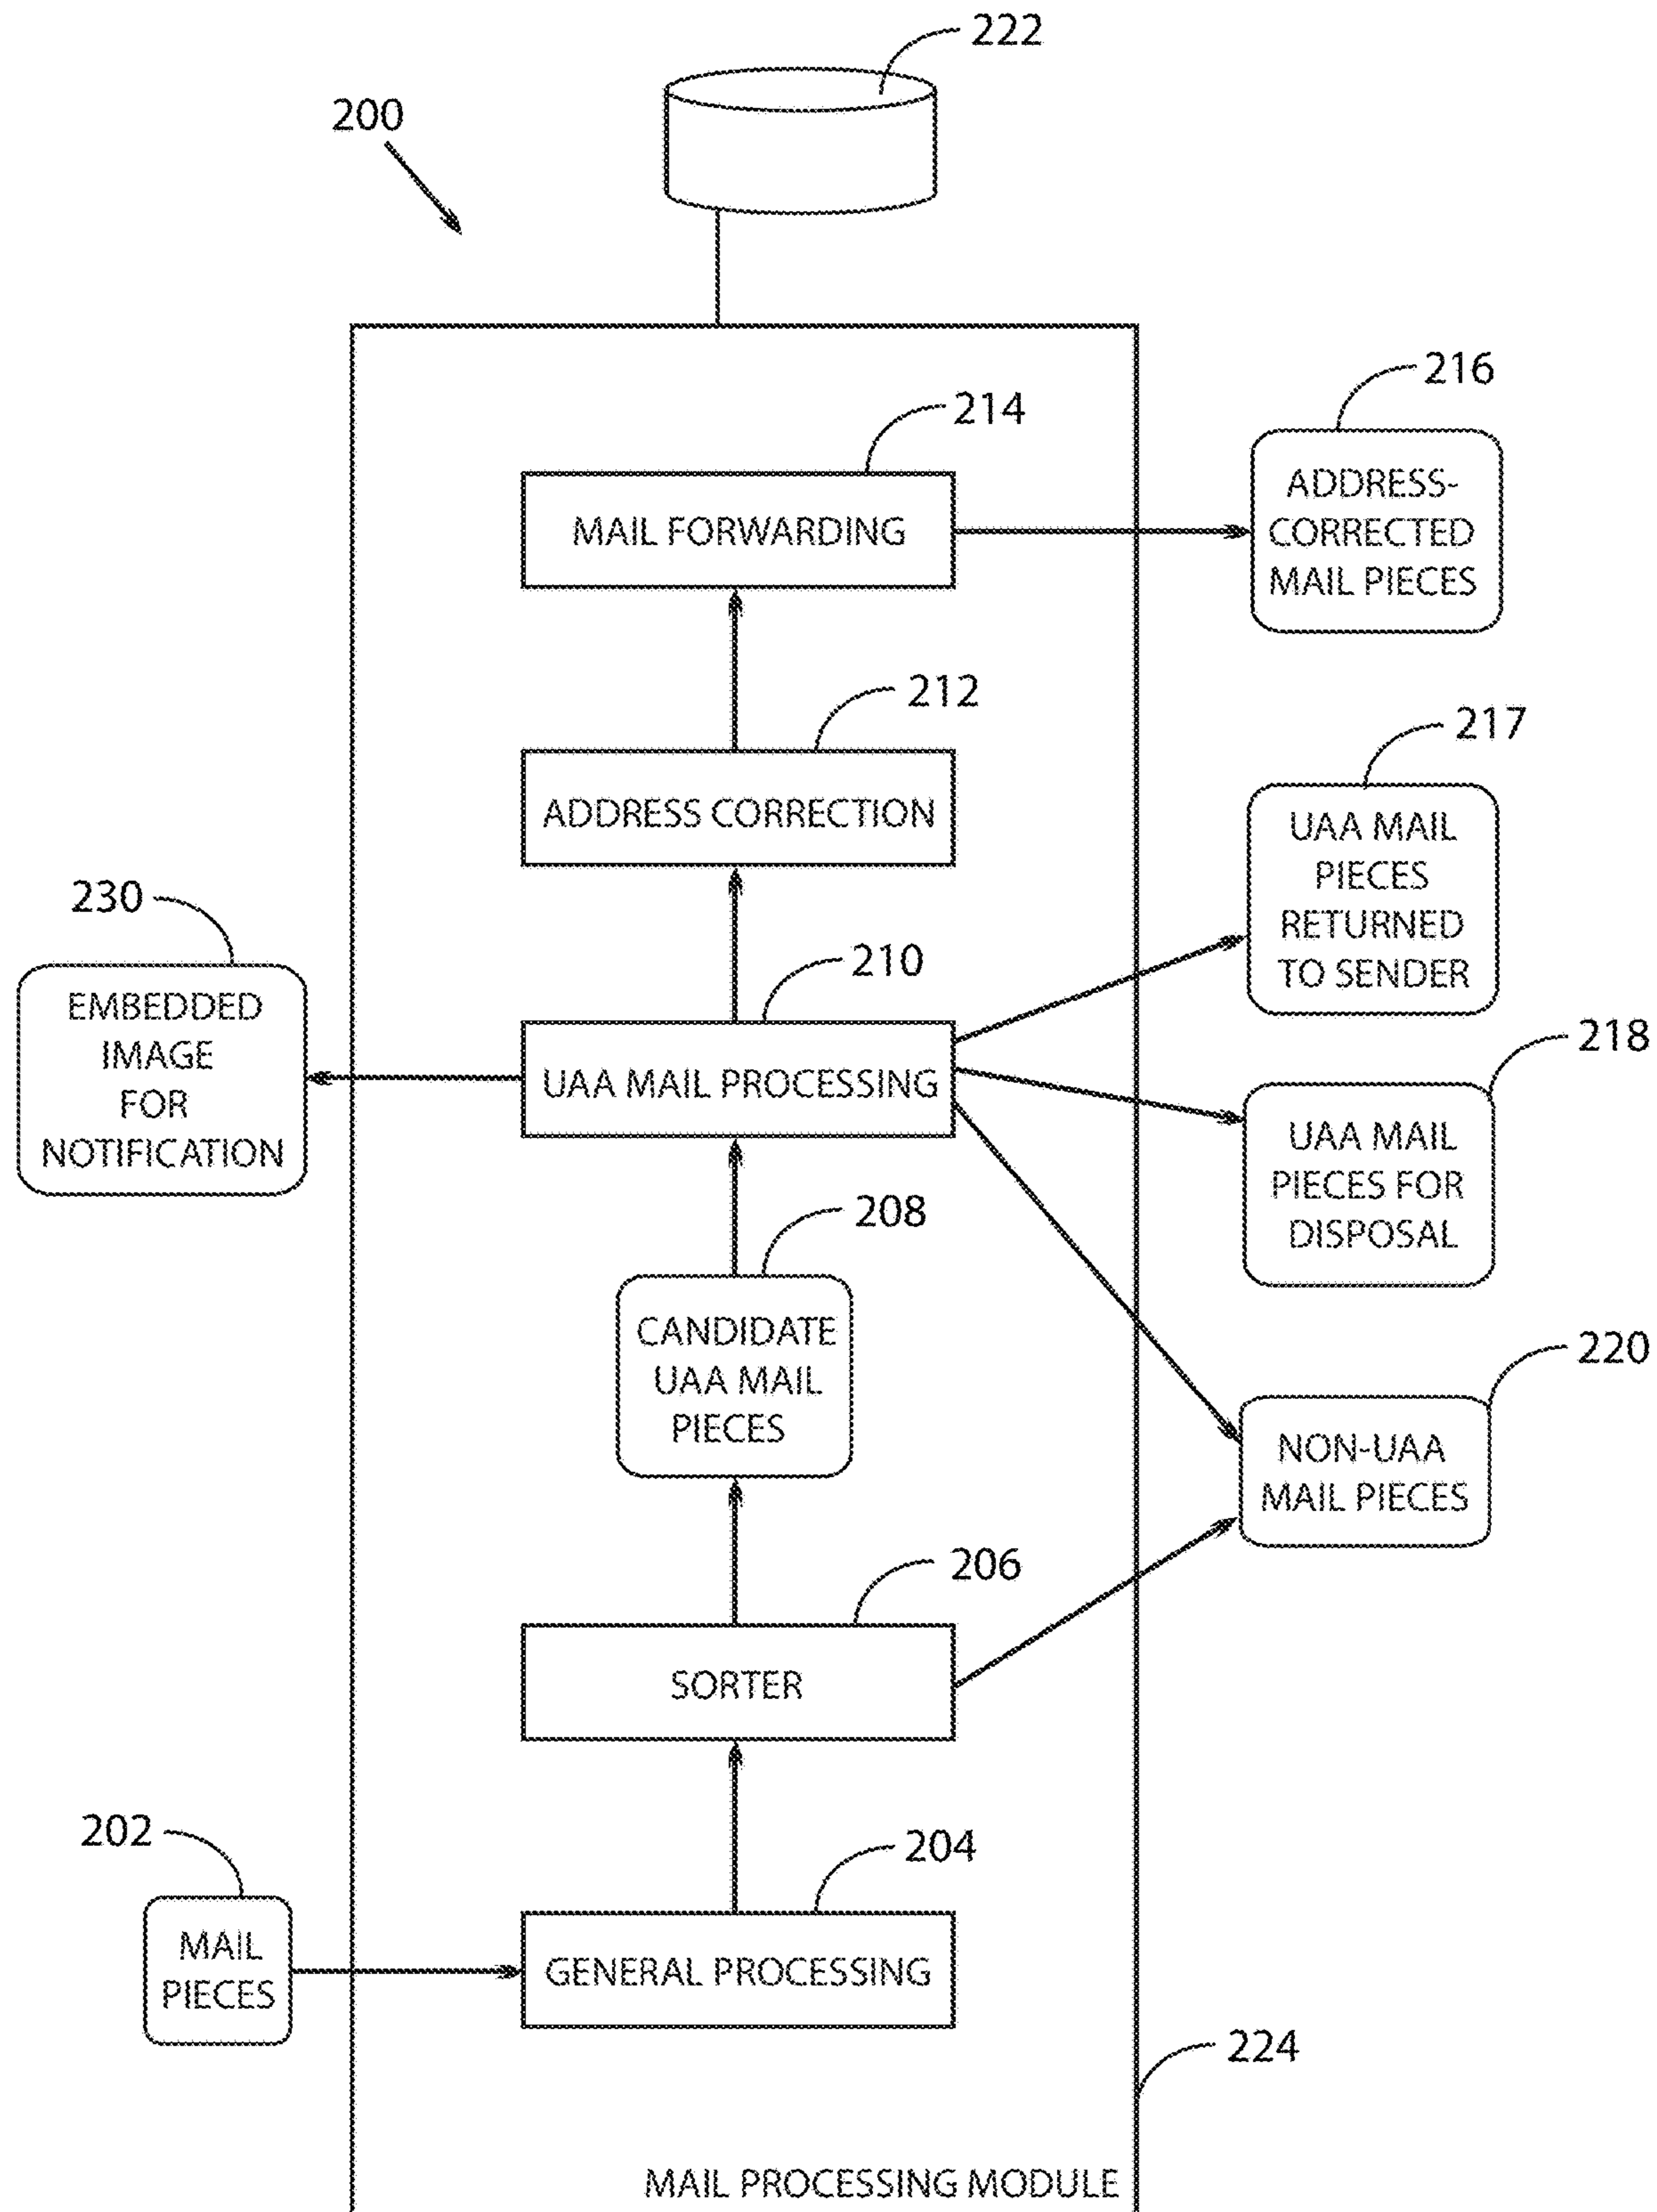 222
200
216
214
MAIL FORWARDING
ADDRESS-
CORRECTED
MAIL PIECES
212
217
ADDRESS CORRECTION
UAA MAIL
PIECES
RETURNED
TO SENDER
230
210
EMBEDDED
IMAGE
FOR
NOTIFICATION
UAA MAIL PROCESSING
218
UAA MAIL
PIECES FOR
DISPOSAL
208
CANDIDATE
UAA MAIL
PIECES
220
NON-UAA
MAIL PIECES
206
SORTER
202
MAIL
PIECES
204
GENERAL PROCESSING
224
MAIL PROCESSING MODULE